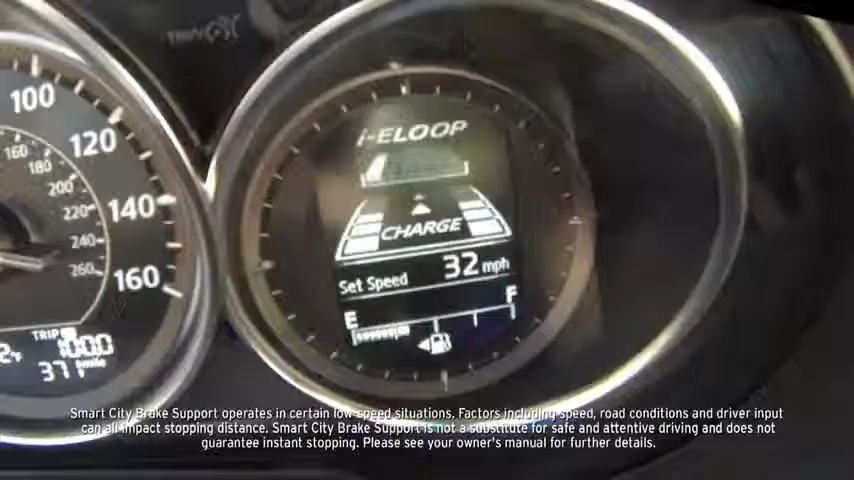 100
120
140
160
160
180
200
220
240
260
TRIP
°F 1000
371 mile
i-ELOOP
CHARGE
Set Speed 32 mph
E F
Smart City Brake Support operates in certain low-speed situations. Factors including speed, road conditions and driver input
can all impact stopping distance. Smart City Brake Support is not a substitute for safe and attentive driving and does not
guarantee instant stopping. Please see your owner's manual for further details.